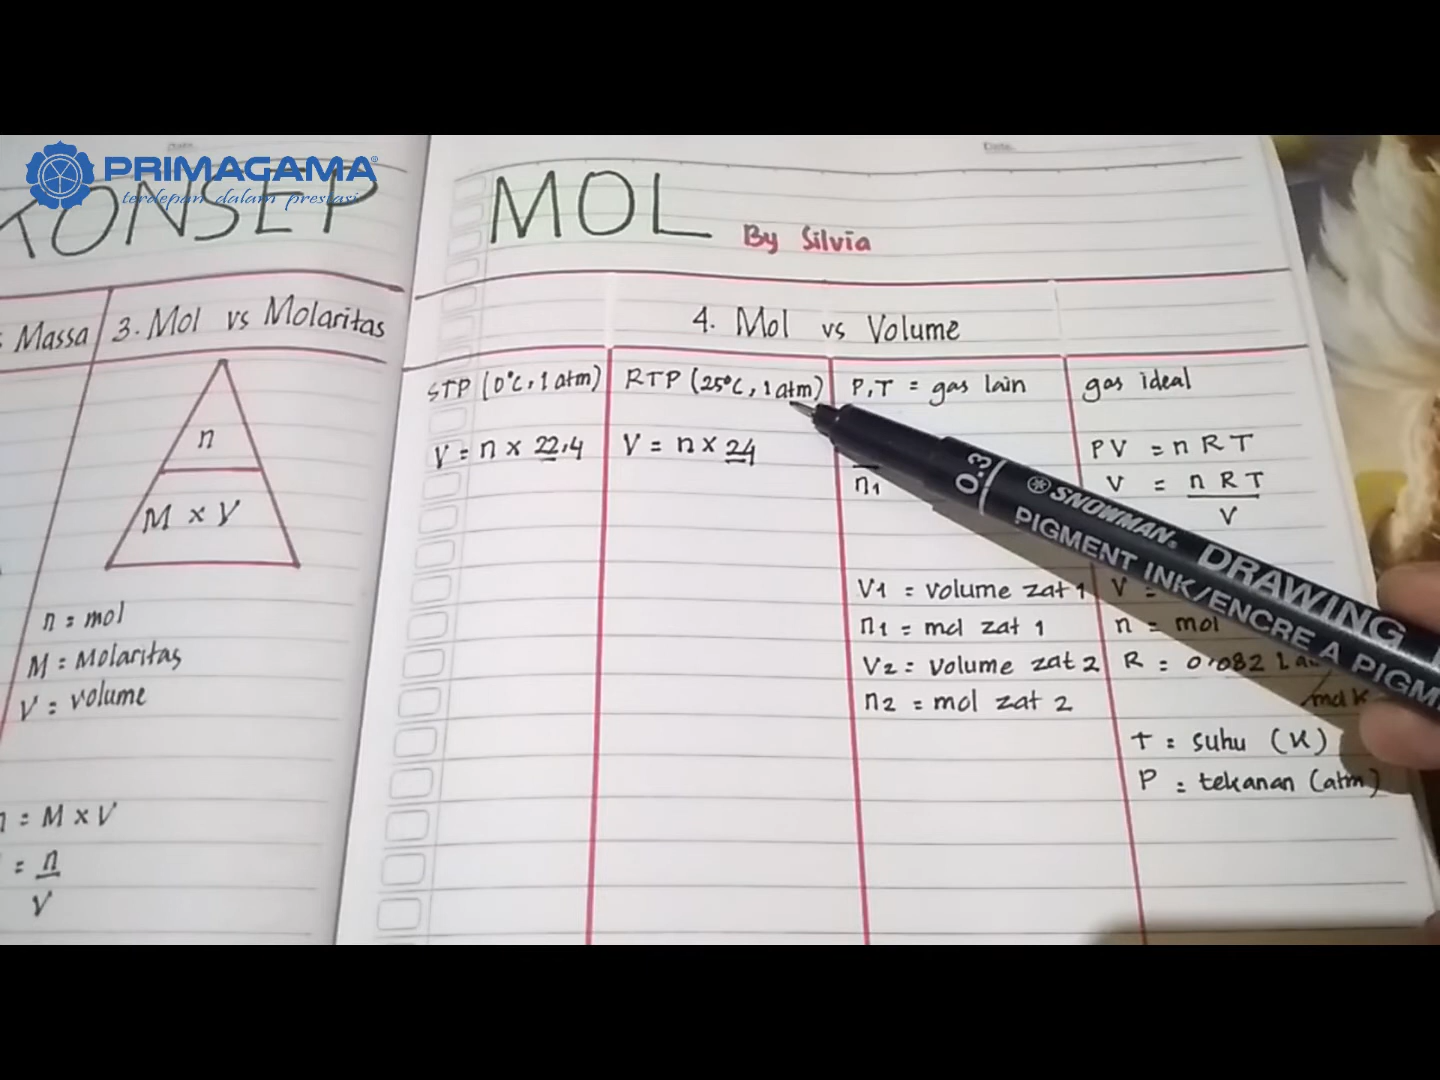 PRIMAGAMA
terdepan dalam prestasi
KONSEP MOL
By Silvia
Massa
3. Mol vs Molaritas
n
M x V
n = mol
M = Molaritas
V = volume
n = M x V
= n
V
4. Mol vs Volume
STP (0°C, 1 atm)
V = n x 22,4
RTP (25°C, 1 atm)
V = n x 24
P, T = gas lain
n1
V1 = volume zat 1
n1 = mol zat 1
V2 = volume zat 2
n2 = mol zat 2
gas ideal
PV = n R T
V = n R T
V
V =
n = mol
R = 0,082 L
/mol K
T = suhu (K)
P = tekanan (atm)
0.3
SNOWMAN®
DRAWING
PIGMENT INK/ENCRE A